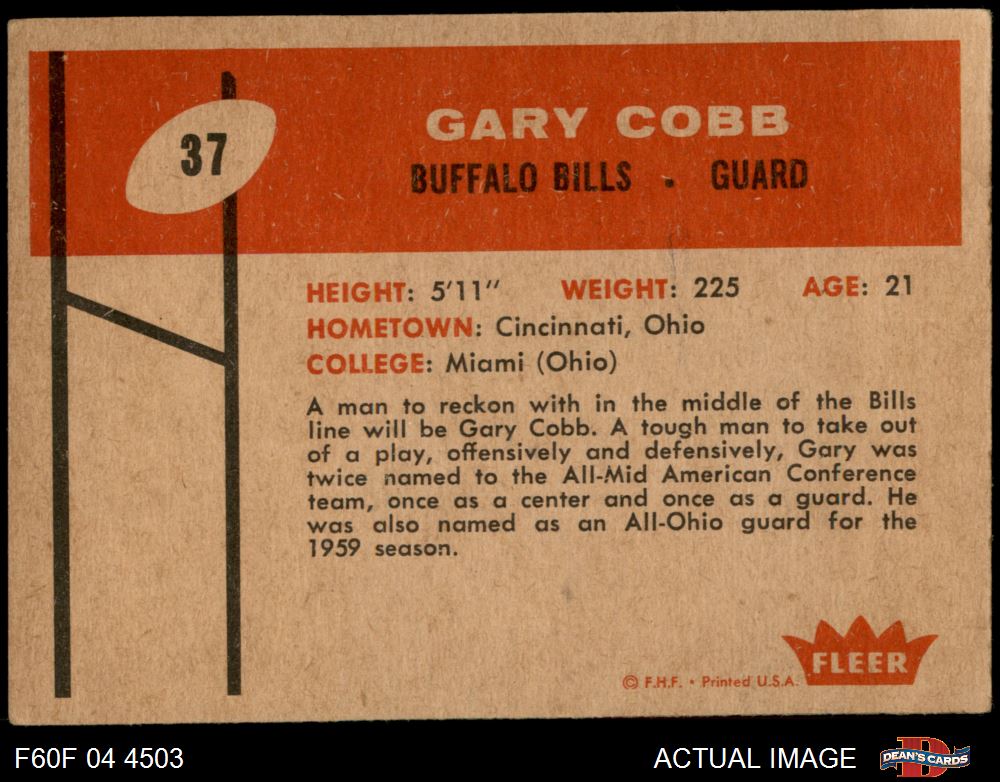 37
GARY COBB
BUFFALO BILLS • GUARD
HEIGHT: 5'11" WEIGHT: 225 AGE: 21
HOMETOWN: Cincinnati, Ohio
COLLEGE: Miami (Ohio)
A man to reckon with in the middle of the Bills
line will be Gary Cobb. A tough man to take out
of a play, offensively and defensively, Gary was
twice named to the All-Mid American Conference
team, once as a center and once as a guard. He
was also named as an All-Ohio guard for the
1959 season.
FLEER
© F.H.F. • Printed U.S.A.
F60F 04 4503
ACTUAL IMAGE
DEAN'S CARDS